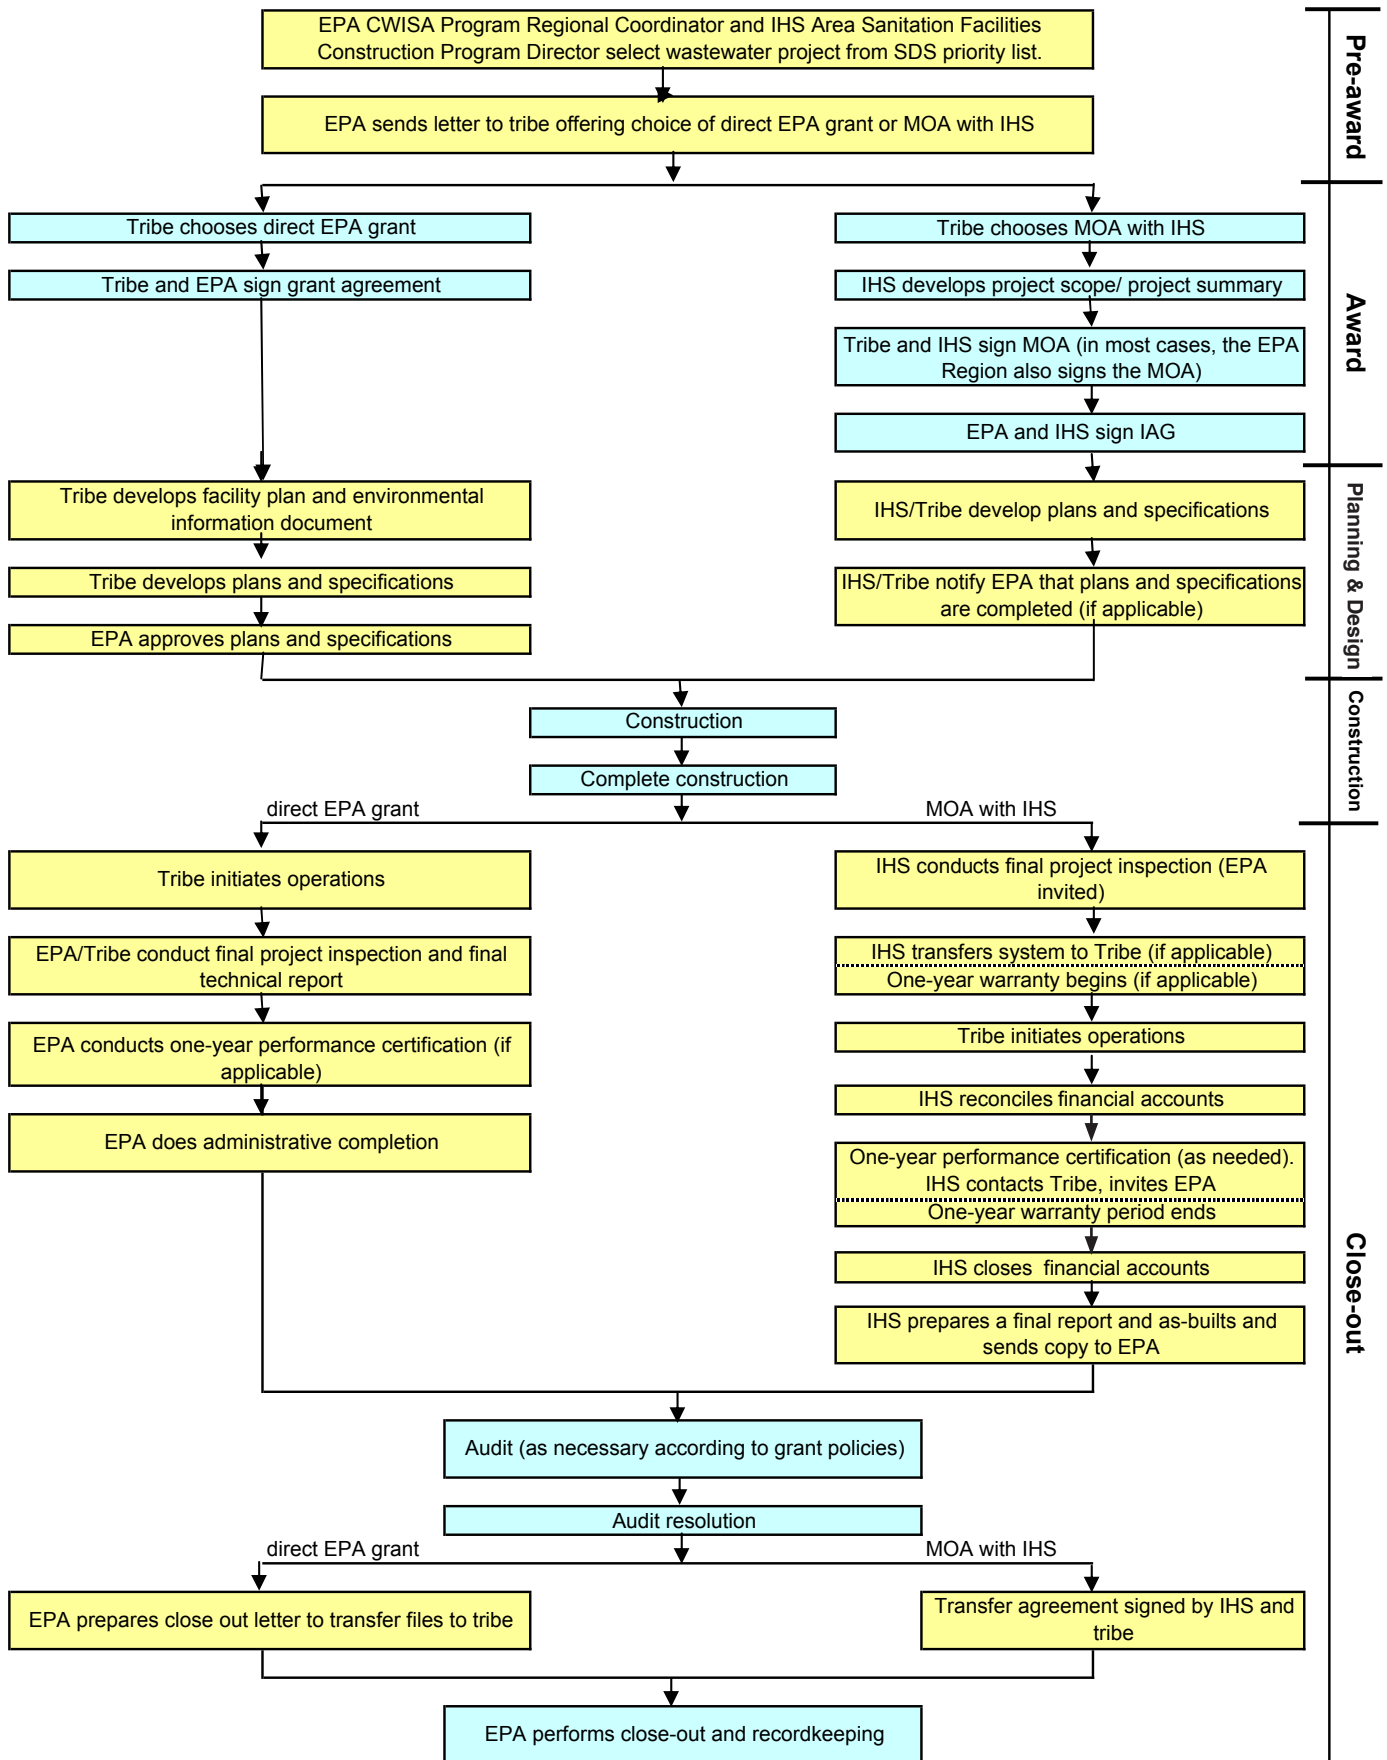 EPA CWISA Program Regional Coordinator and IHS Area Sanitation Facilities
Construction Program Director select wastewater project from SDS priority list.
Pre-award
EPA sends letter to tribe offering choice of direct EPA grant or MOA with IHS
Award
Tribe chooses direct EPA grant
Tribe and EPA sign grant agreement
Tribe chooses MOA with IHS
IHS develops project scope/ project summary
Tribe and IHS sign MOA (in most cases, the EPA
Region also signs the MOA)
EPA and IHS sign IAG
Planning & Design
Tribe develops facility plan and environmental
information document
Tribe develops plans and specifications
EPA approves plans and specifications
IHS/Tribe develop plans and specifications
IHS/Tribe notify EPA that plans and specifications
are completed (if applicable)
Construction
Construction
Complete construction
Close-out
direct EPA grant
Tribe initiates operations
EPA/Tribe conduct final project inspection and final
technical report
EPA conducts one-year performance certification (if
applicable)
EPA does administrative completion
MOA with IHS
IHS conducts final project inspection (EPA
invited)
IHS transfers system to Tribe (if applicable)
One-year warranty begins (if applicable)
Tribe initiates operations
IHS reconciles financial accounts
One-year performance certification (as needed).
IHS contacts Tribe, invites EPA
One-year warranty period ends
IHS closes  financial accounts
IHS prepares a final report and as-builts and
sends copy to EPA
Audit (as necessary according to grant policies)
Audit resolution
direct EPA grant
EPA prepares close out letter to transfer files to tribe
MOA with IHS
Transfer agreement signed by IHS and
tribe
EPA performs close-out and recordkeeping